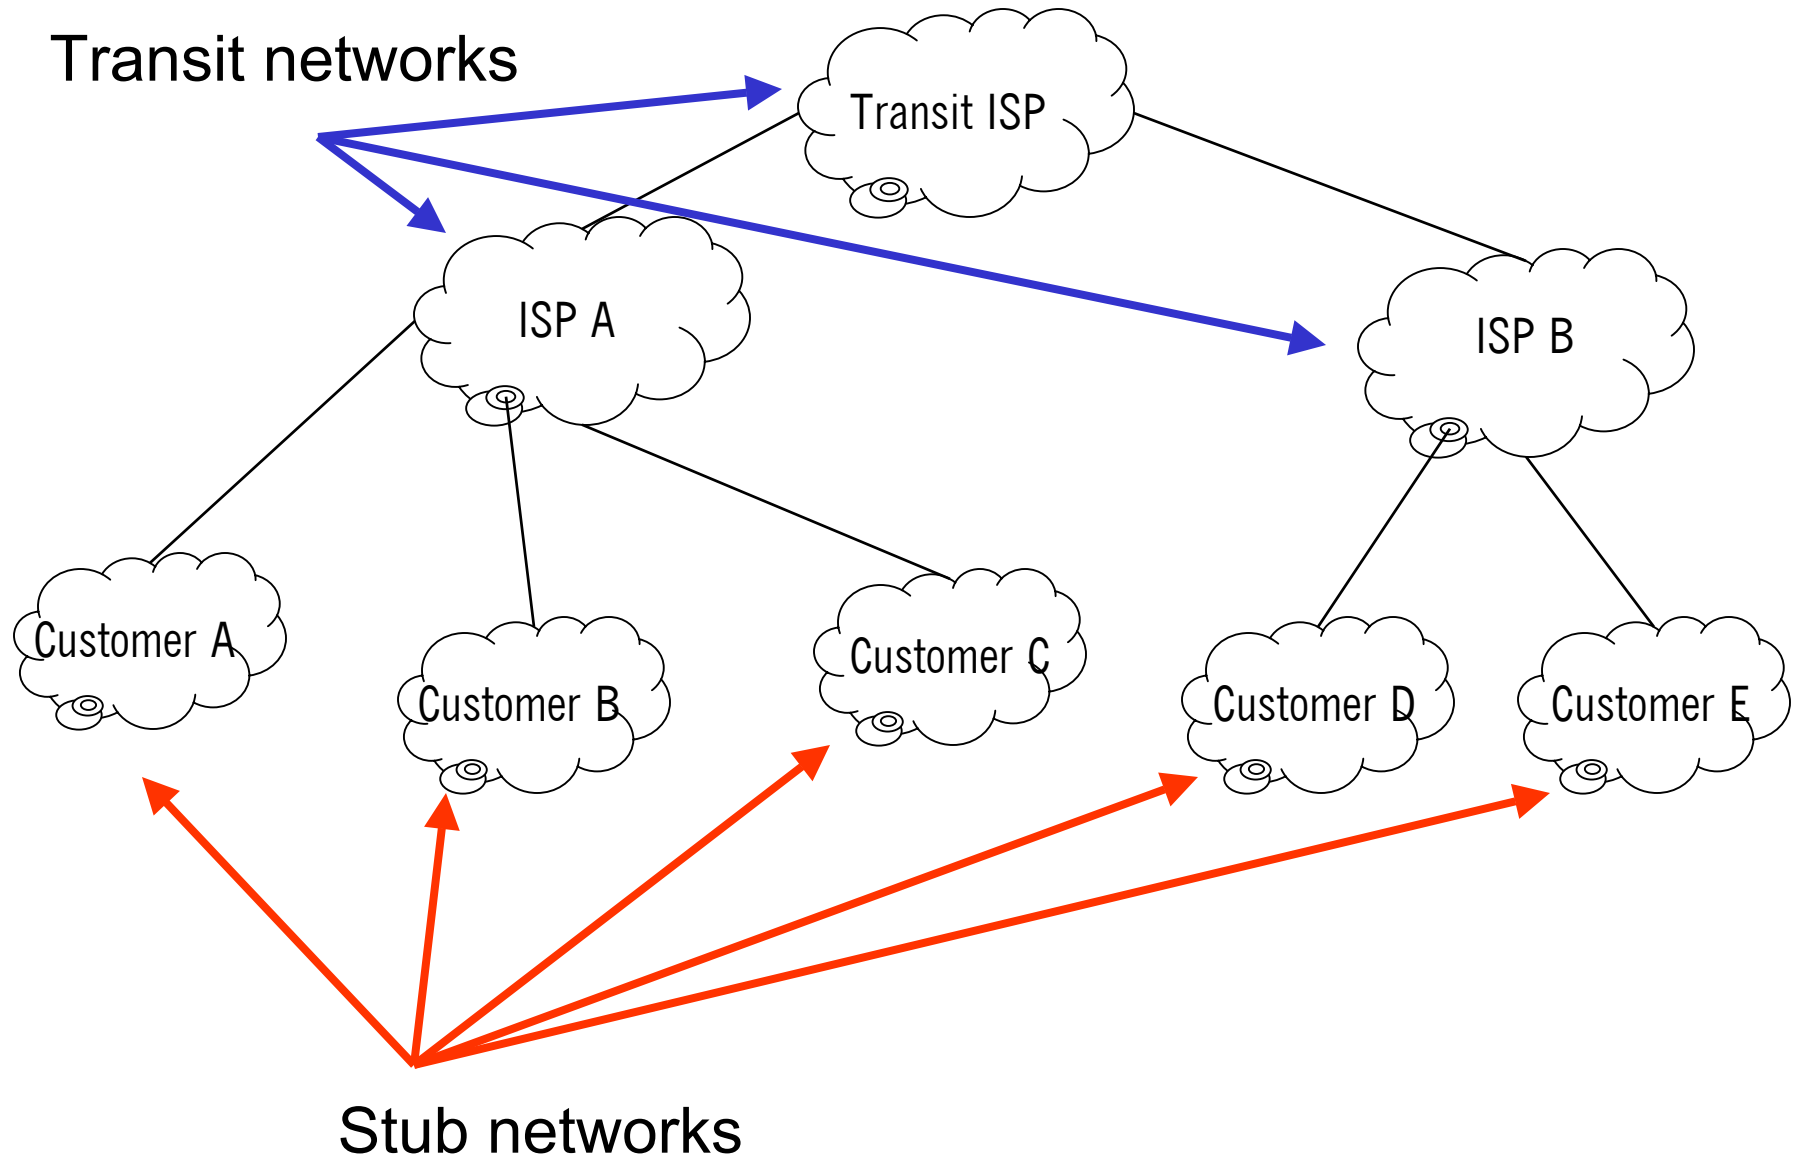 Transit networks
Transit ISP
ISP A
ISP B
Customer A
Customer B
Customer C
Customer D
Customer E
Stub networks